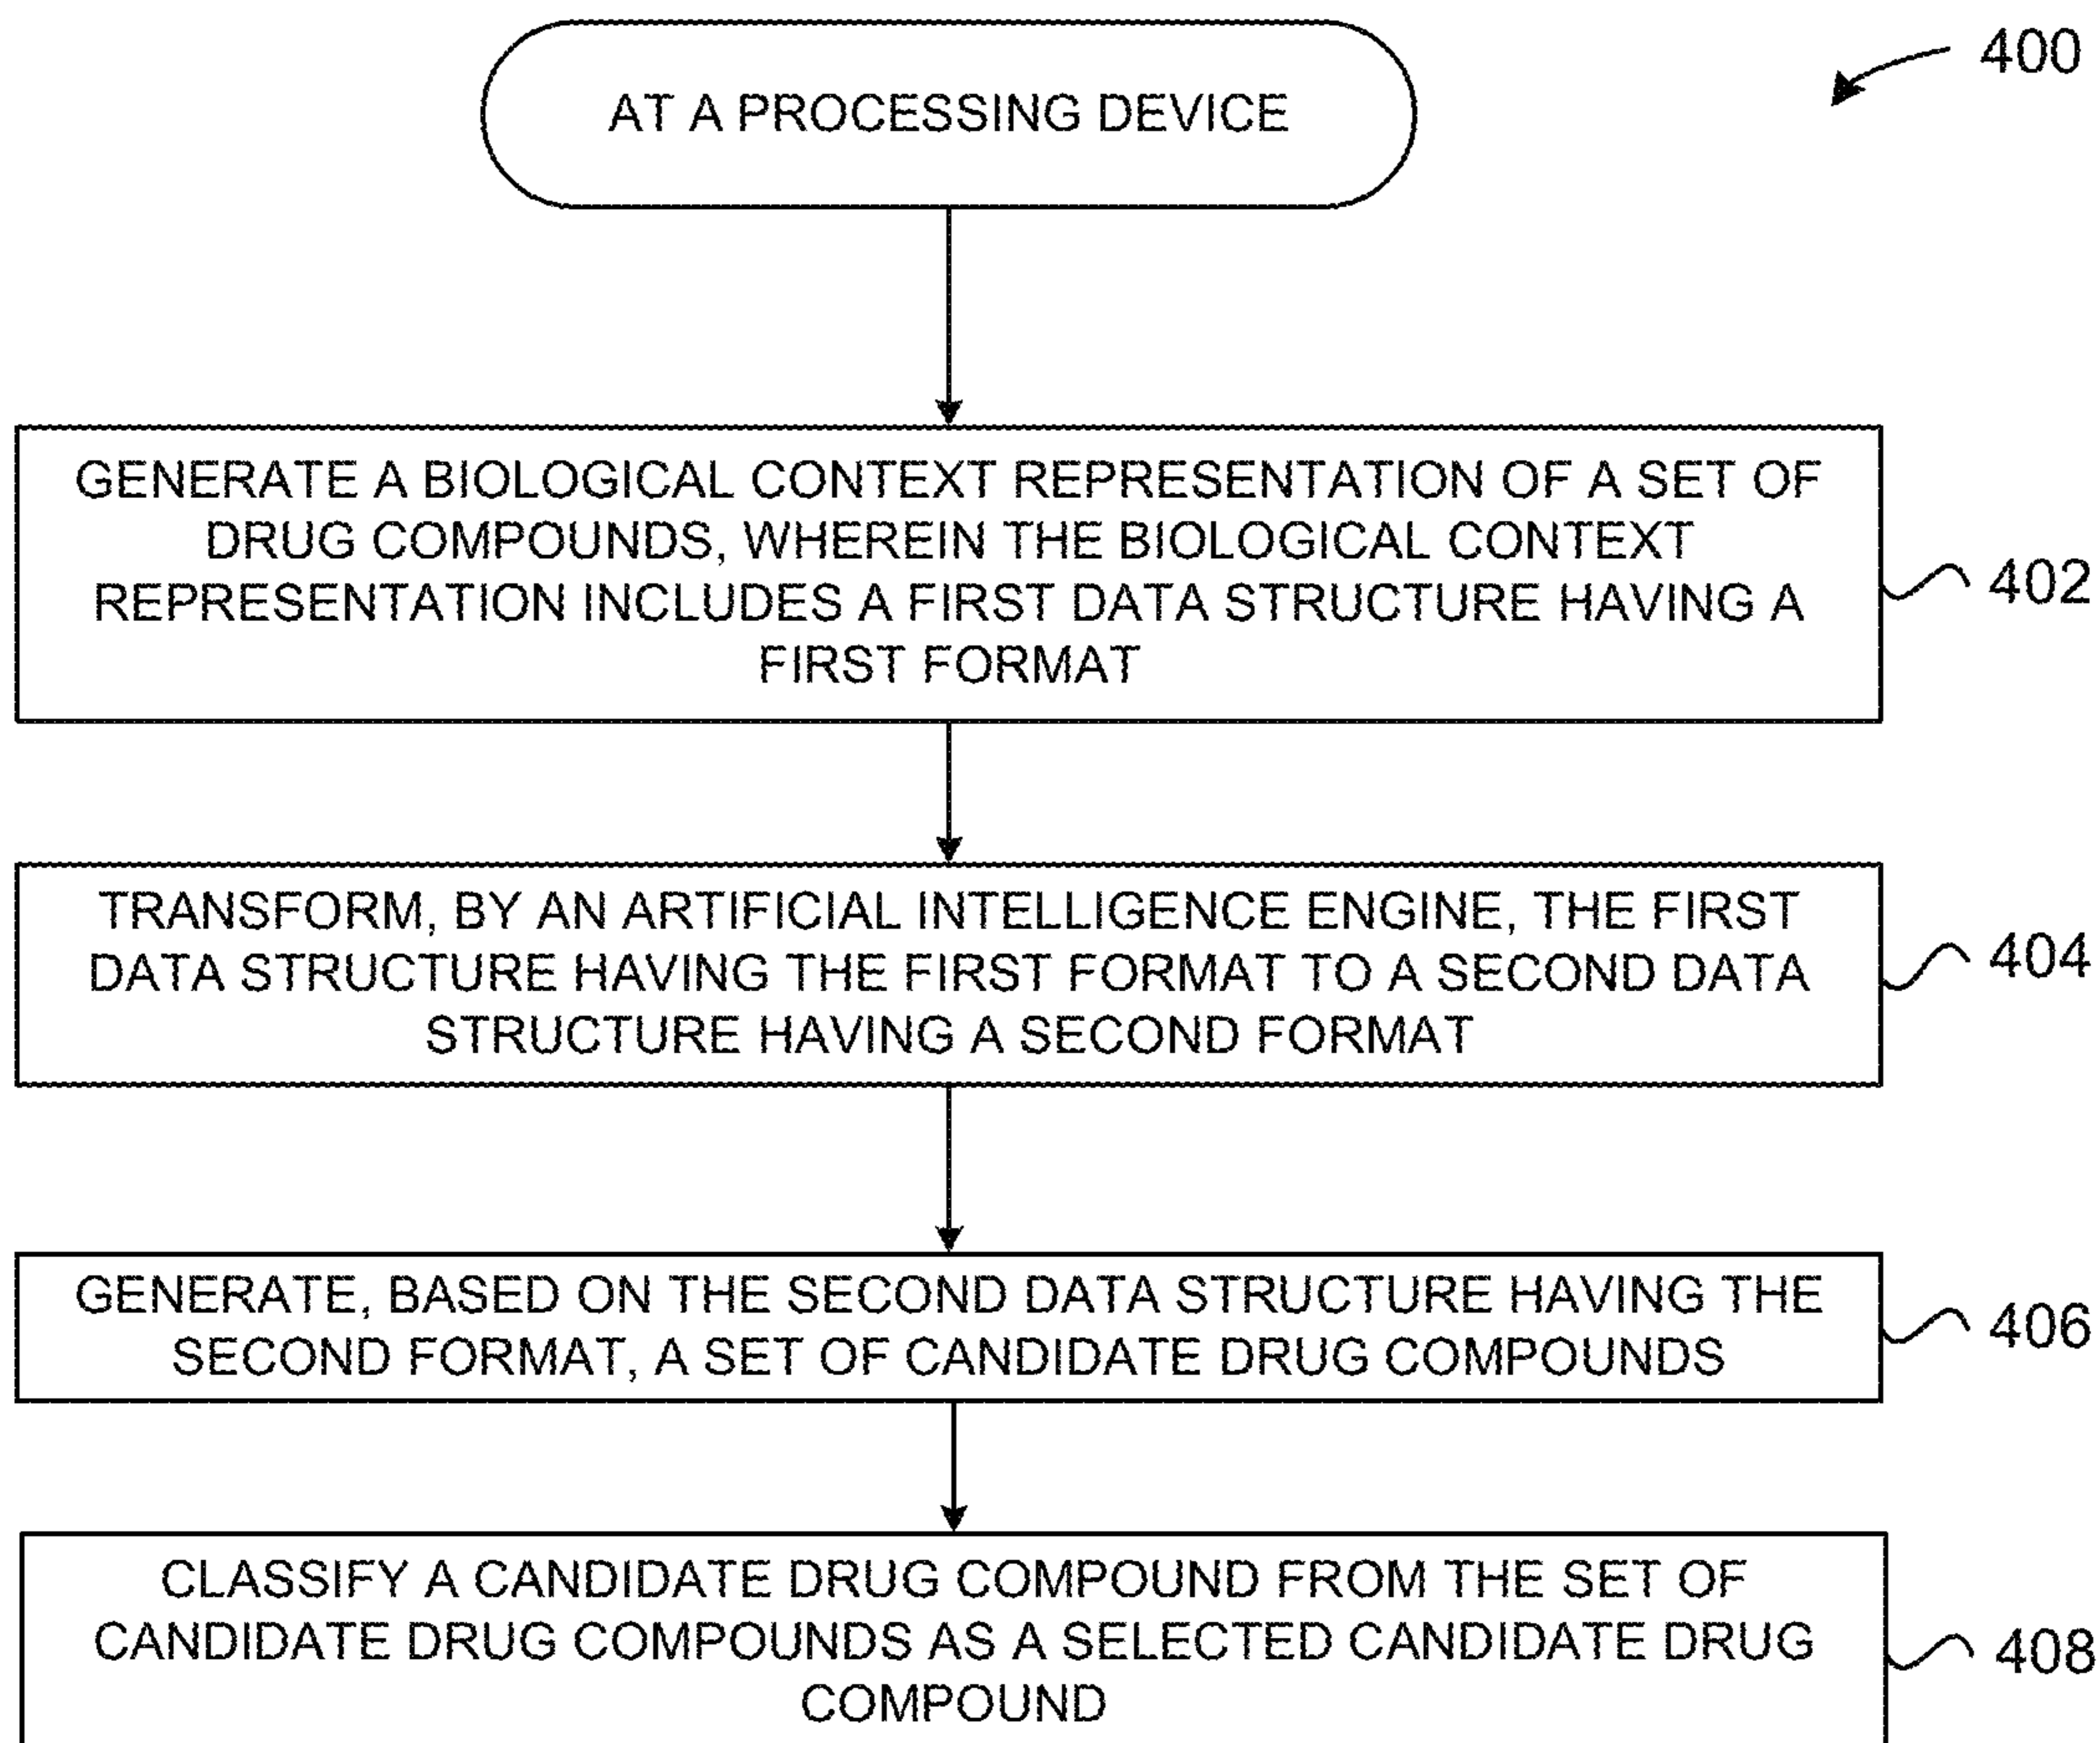 AT A PROCESSING DEVICE
400
GENERATE A BIOLOGICAL CONTEXT REPRESENTATION OF A SET OF
DRUG COMPOUNDS, WHEREIN THE BIOLOGICAL CONTEXT
REPRESENTATION INCLUDES A FIRST DATA STRUCTURE HAVING A
FIRST FORMAT
402
TRANSFORM, BY AN ARTIFICIAL INTELLIGENCE ENGINE, THE FIRST
DATA STRUCTURE HAVING THE FIRST FORMAT TO A SECOND DATA
STRUCTURE HAVING A SECOND FORMAT
404
GENERATE, BASED ON THE SECOND DATA STRUCTURE HAVING THE
SECOND FORMAT, A SET OF CANDIDATE DRUG COMPOUNDS
406
CLASSIFY A CANDIDATE DRUG COMPOUND FROM THE SET OF
CANDIDATE DRUG COMPOUNDS AS A SELECTED CANDIDATE DRUG
COMPOUND
408